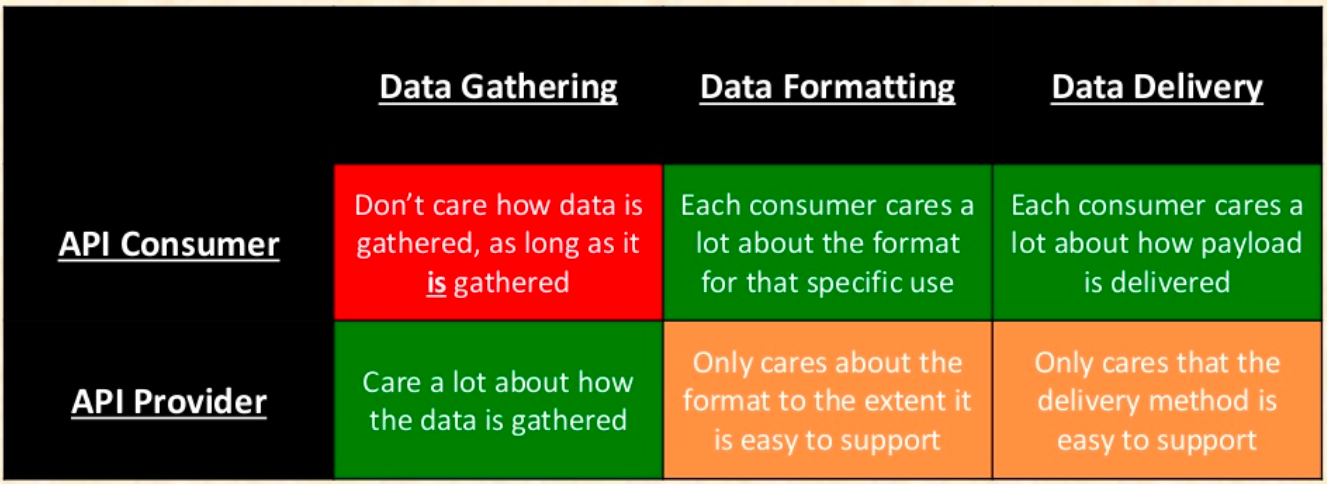 Data Gathering
Data Formatting
Data Delivery
API Consumer
Don’t care how data is
gathered, as long as it
is gathered
Each consumer cares a
lot about the format
for that specific use
Each consumer cares a
lot about how payload
is delivered
API Provider
Care a lot about how
the data is gathered
Only cares about the
format to the extent it
is easy to support
Only cares that the
delivery method is
easy to support